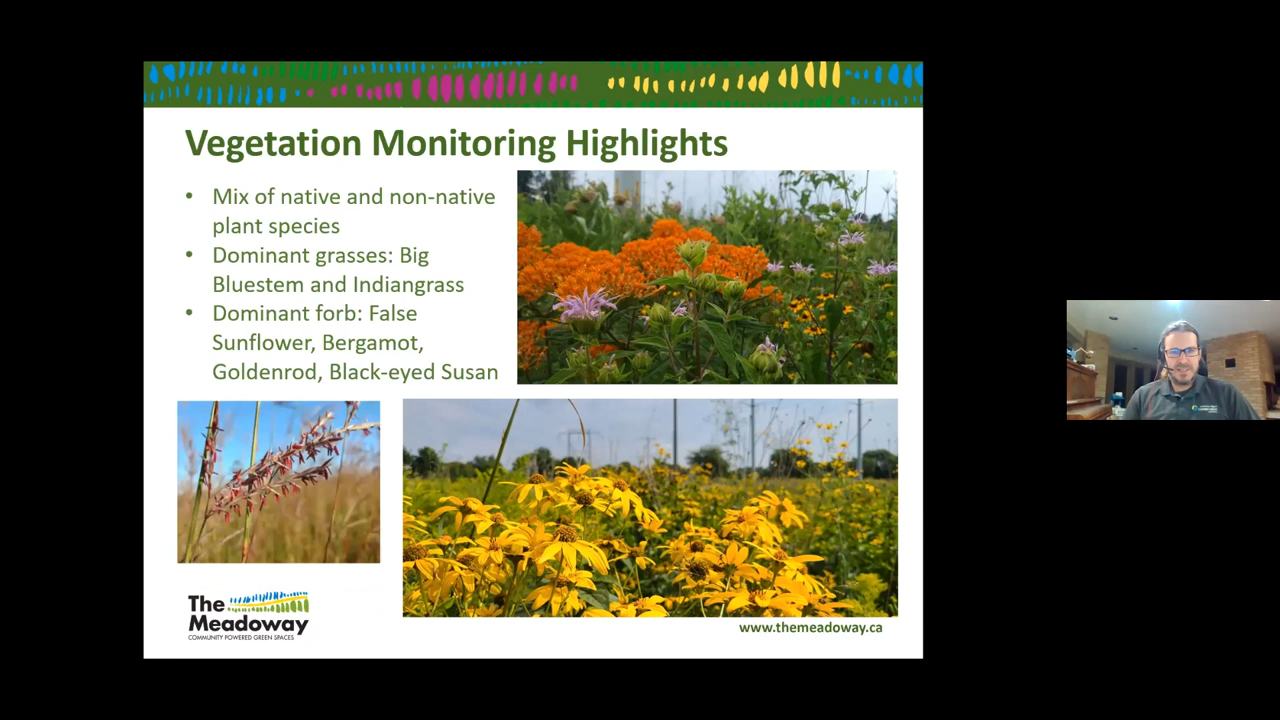 Vegetation Monitoring Highlights
• Mix of native and non-native
plant species
• Dominant grasses: Big
Bluestem and Indiangrass
• Dominant forb: False
Sunflower, Bergamot,
Goldenrod, Black-eyed Susan
The
Meadoway
COMMUNITY POWERED GREEN SPACES
www.themeadoway.ca